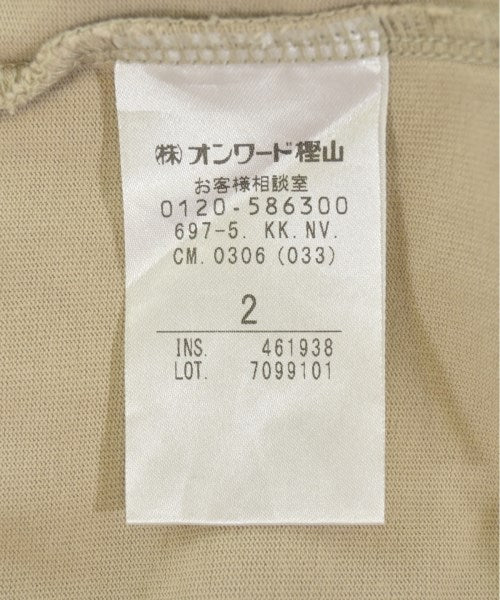 (株)オンワード樫山
お客様相談室
0120-586300
697-5. KK. NV.
CM. 0306 (033)
2
INS. 461938
LOT. 7099101